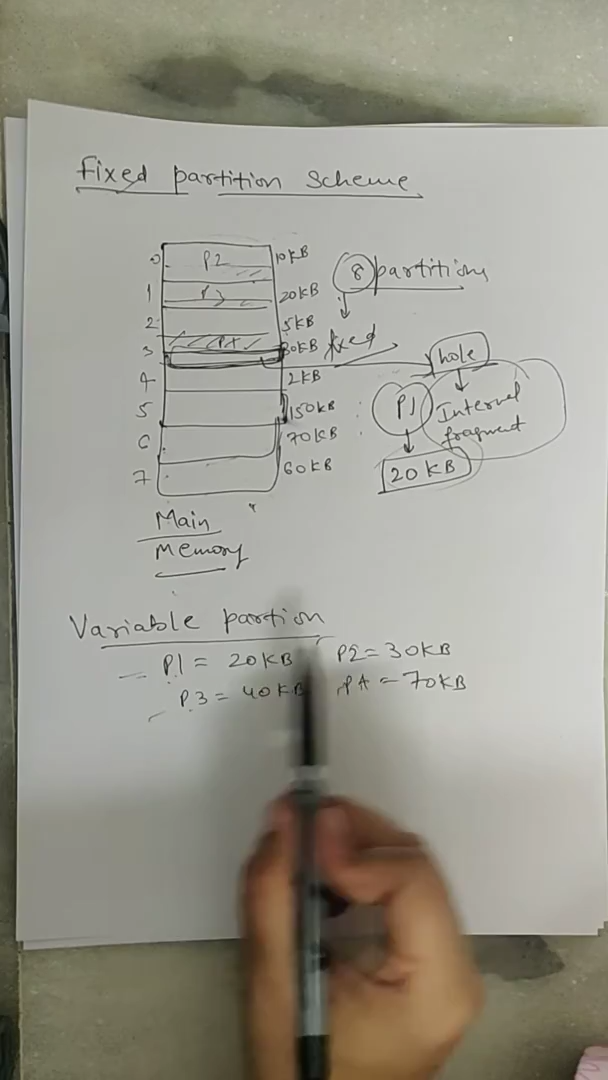 Fixed partition Scheme
0 P2 10KB
8 partitions
1 20KB
2 5KB
3 30KB fixed
hole
4 2KB
P1 Internal
5 150KB
fragment
6 70KB
20 KB
7 60KB
Main
Memory
Variable partion
P1 = 20KB P2 = 30KB
P3 = 40KB P4 = 70KB